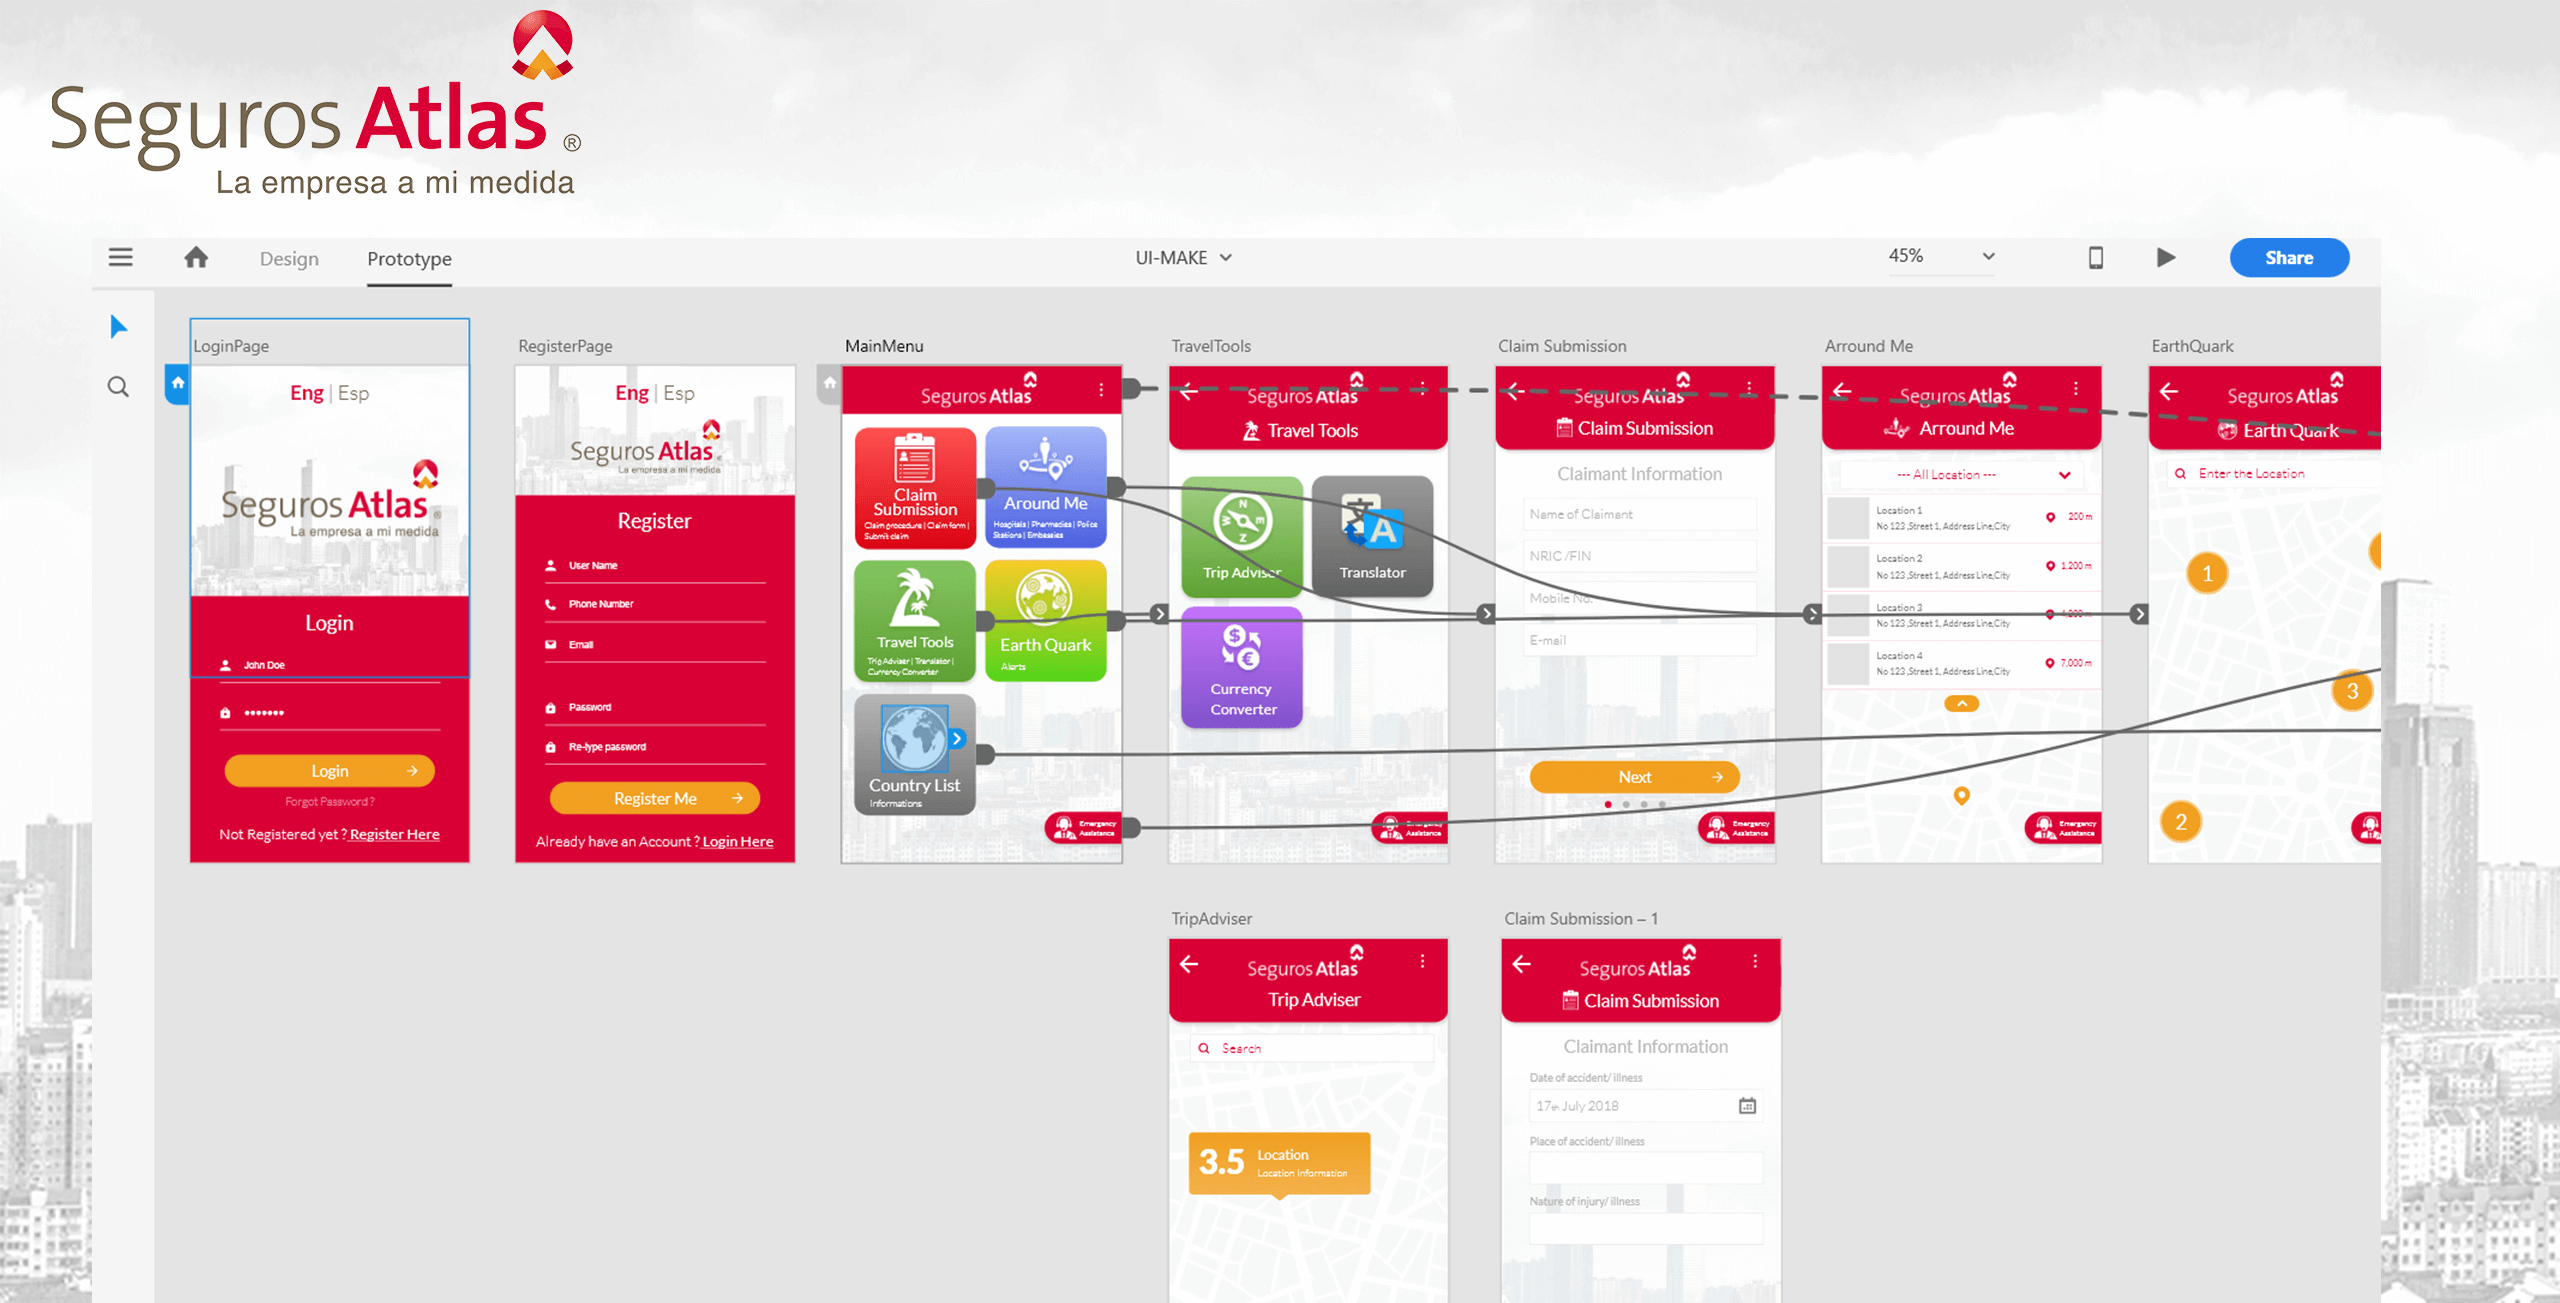 Seguros Atlas ®
La empresa a mi medida
Design
Prototype
UI-MAKE
45%
Share
LoginPage
Eng | Esp
Seguros Atlas ®
La empresa a mi medida
Login
John Doe
•••••••
Login
Forgot Password ?
Not Registered yet ? Register Here
RegisterPage
Eng | Esp
Seguros Atlas
La empresa a mi medida
Register
User Name
Phone Number
Email
Password
Re-type password
Register Me
Already have an Account ? Login Here
MainMenu
Seguros Atlas
Claim
Submission
Claim procedure | Claim form |
Submit claim
Around Me
Hospitals | Pharmacies | Police
Stations | Embassies
Travel Tools
Trip Adviser | Translator |
Currency Converter
Earth Quark
Alerts
Country List
Informations
Emergency
Assistance
TravelTools
Seguros Atlas
Travel Tools
N
E
Z
Trip Adviser
文
A
Translator
$
€
Currency
Converter
Emergency
Assistance
Claim Submission
Seguros Atlas
Claim Submission
Claimant Information
Name of Claimant
NRIC /FIN
Mobile No.
E-mail
Next
Emergency
Assistance
Arround Me
Seguros Atlas
Arround Me
--- All Location ---
Location 1
No 123 ,Street 1, Address Line,City
200 m
Location 2
No 123 ,Street 1, Address Line,City
1,200 m
Location 3
No 123 ,Street 1, Address Line,City
Location 4
No 123 ,Street 1, Address Line,City
7,000 m
Emergency
Assistance
EarthQuark
Seguros Atlas
Earth Quark
Enter the Location
1
3
2
TripAdviser
Seguros Atlas
Trip Adviser
Search
3.5
Location
Location Information
Claim Submission – 1
Seguros Atlas
Claim Submission
Claimant Information
Date of accident/ illness
17th July 2018
Place of accident/ illness
Nature of injury/ illness